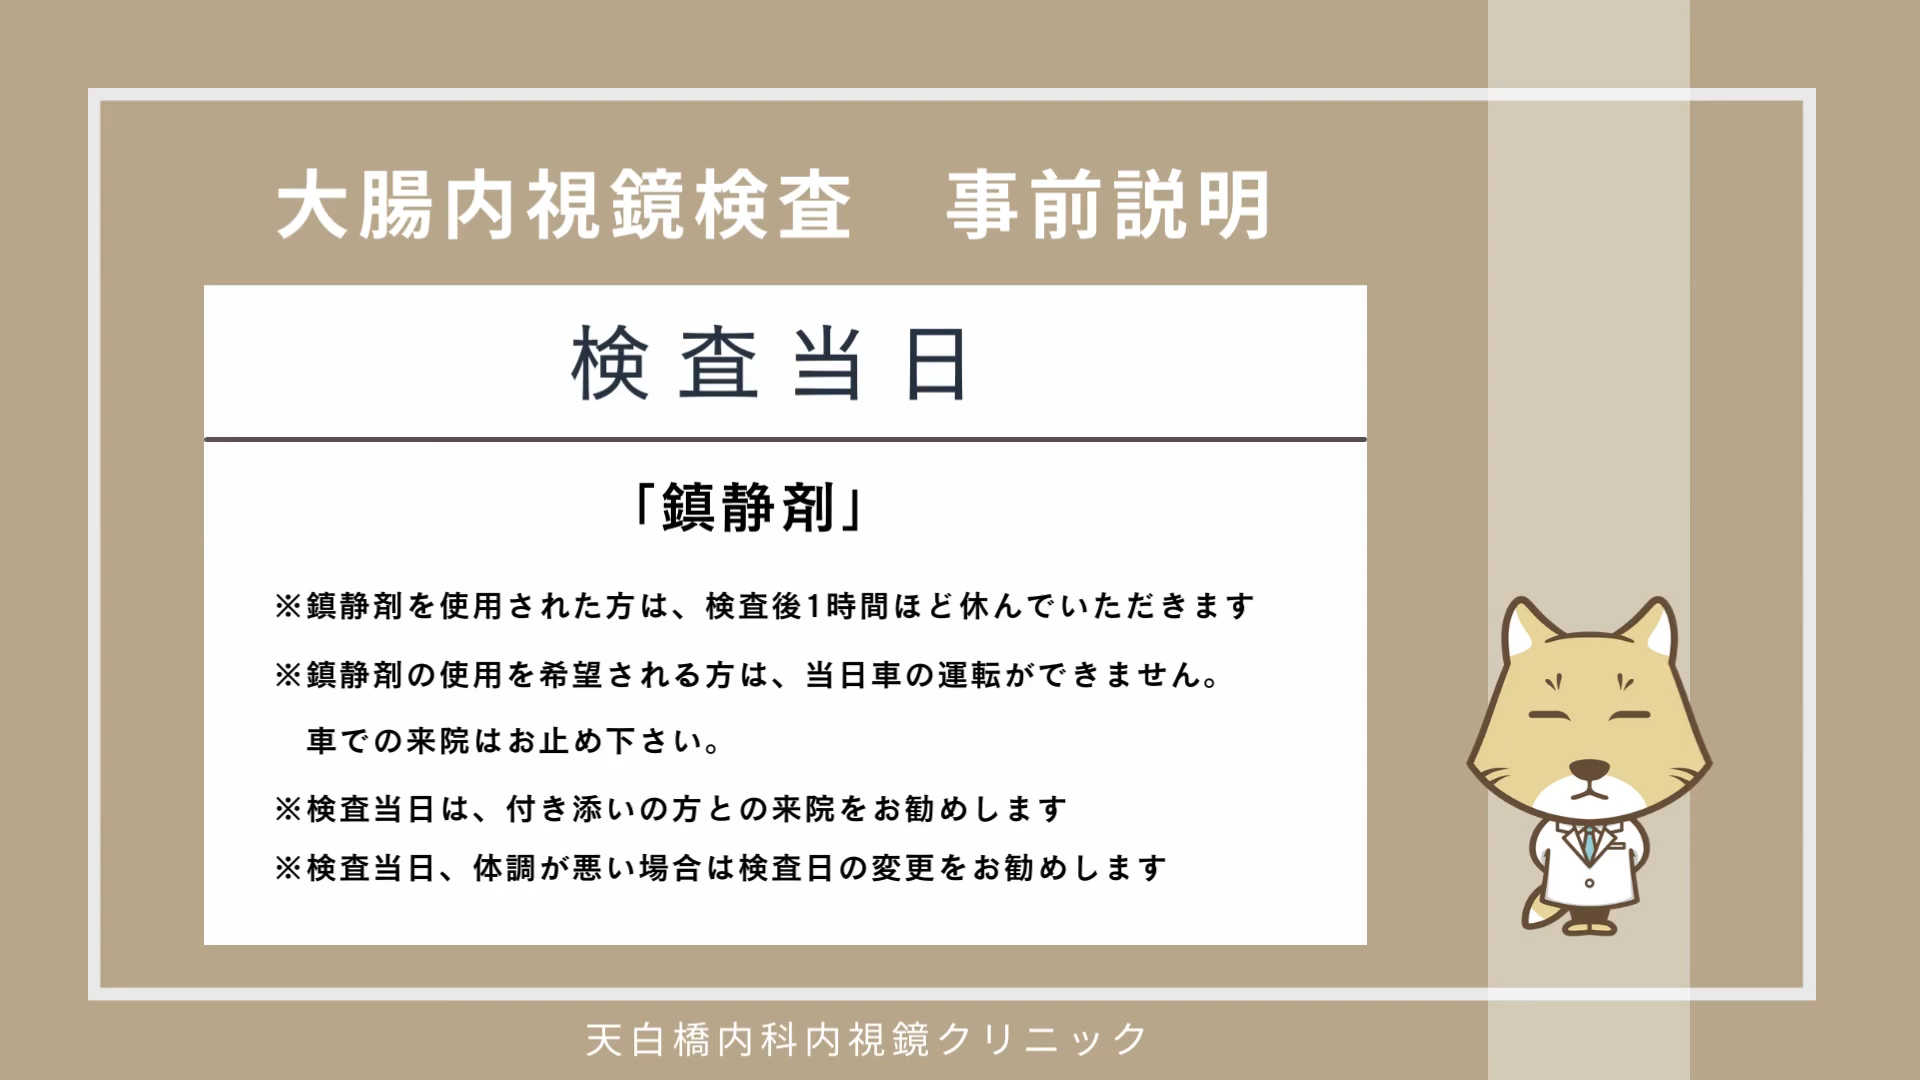 大腸内視鏡検査　事前説明
検査当日
「鎮静剤」
※鎮静剤を使用された方は、検査後1時間ほど休んでいただきます
※鎮静剤の使用を希望される方は、当日車の運転ができません。
車での来院はお止め下さい。
※検査当日は、付き添いの方との来院をお勧めします
※検査当日、体調が悪い場合は検査日の変更をお勧めします
天白橋内科内視鏡クリニック